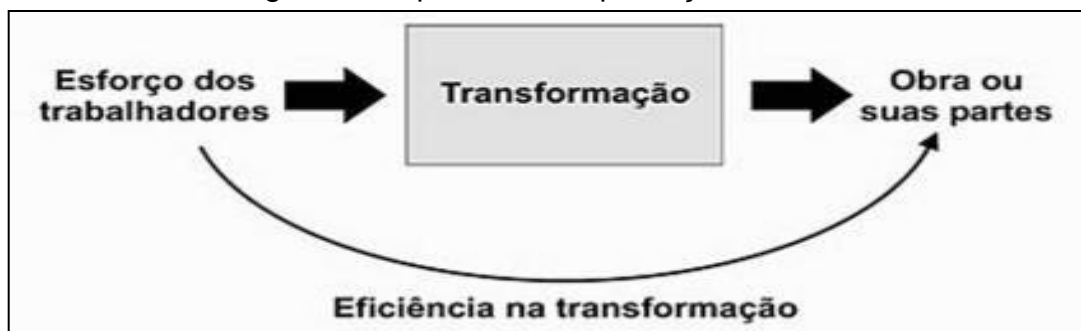 Esforço dos
trabalhadores
Transformação
Obra ou
suas partes
Eficiência na transformação